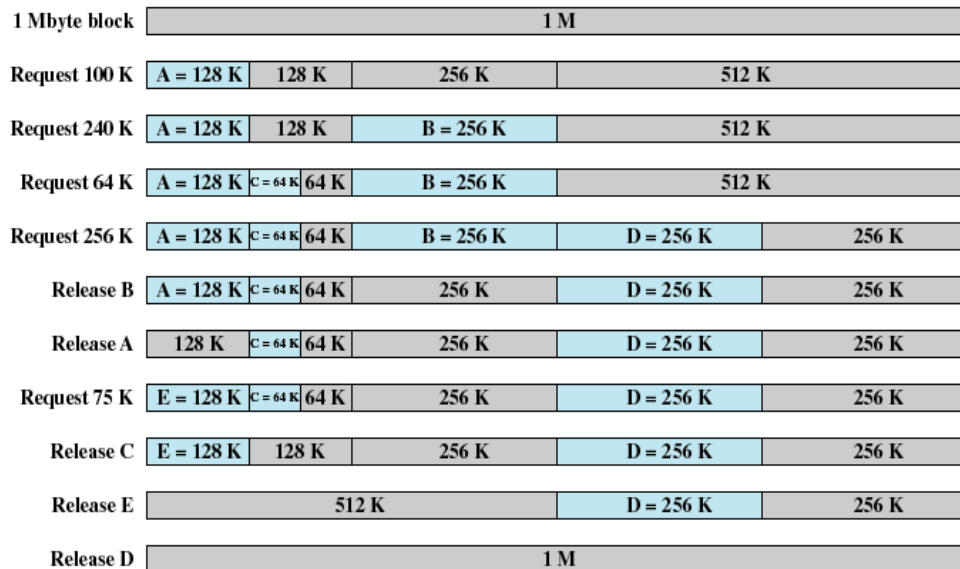 1 Mbyte block 1 M
Request 100 K A = 128 K 128 K 256 K 512 K
Request 240 K A = 128 K 128 K B = 256 K 512 K
Request 64 K A = 128 K C = 64 K 64 K B = 256 K 512 K
Request 256 K A = 128 K C = 64 K 64 K B = 256 K D = 256 K 256 K
Release B A = 128 K C = 64 K 64 K 256 K D = 256 K 256 K
Release A 128 K C = 64 K 64 K 256 K D = 256 K 256 K
Request 75 K E = 128 K C = 64 K 64 K 256 K D = 256 K 256 K
Release C E = 128 K 128 K 256 K D = 256 K 256 K
Release E 512 K D = 256 K 256 K
Release D 1 M